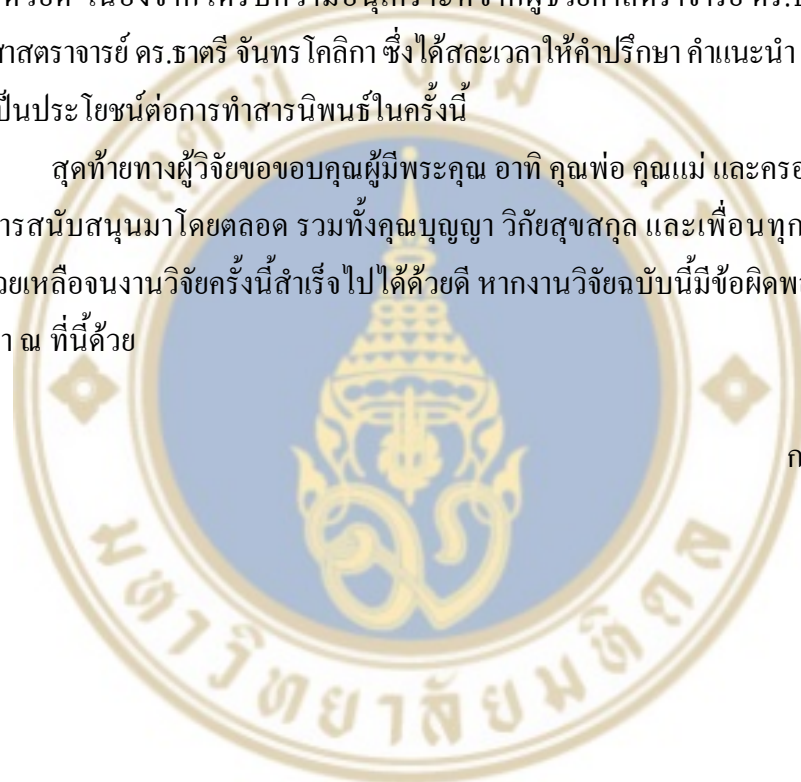 เนื่องจากได้รับความอนุเคราะห์จากผู้ช่วยศาสตราจารย์
ศาสตราจารย์ ดร.ธาตรี จันทรโคลิกา ซึ่งได้สละเวลาให้คำปรึกษา คำแนะนำ
เป็นประโยชน์ต่อการทำสารนิพนธ์ในครั้งนี้
สุดท้ายทางผู้วิจัยขอขอบคุณผู้มีพระคุณ อาทิ คุณพ่อ คุณแม่ และครอ
การสนับสนุนมาโดยตลอด รวมทั้งคุณบุญญา วิภัยสุขสกุล และเพื่อนทุก
วยเหลือจนงานวิจัยครั้งนี้สำเร็จไปได้ด้วยดี หากงานวิจัยฉบับนี้มีข้อผิดพล
า ณ ที่นี้ด้วย
ก
มหาวิทยาลัยมหิดล